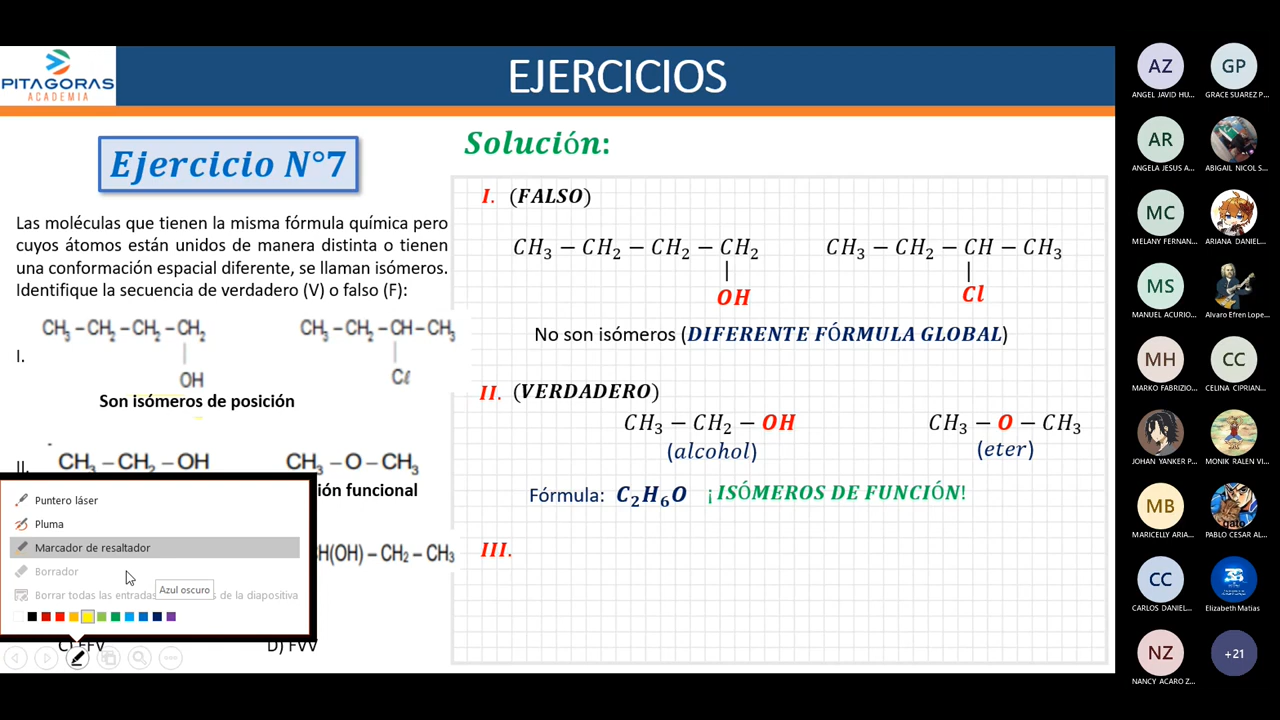 PITAGORAS
ACADEMIA
EJERCICIOS
Ejercicio N°7
Las moléculas que tienen la misma fórmula química pero
cuyos átomos están unidos de manera distinta o tienen
una conformación espacial diferente, se llaman isómeros.
Identifique la secuencia de verdadero (V) o falso (F):
CH₃ – CH₂ – CH₂ – CH₂
|
OH
CH₃ – CH₂ – CH – CH₃
|
Cl
I.
Son isómeros de posición
II.
CH₃ – CH₂ – OH
CH₃ – O – CH₃
ión funcional
H(OH) – CH₂ – CH₃
Puntero láser
Pluma
Marcador de resaltador
Borrador
Azul oscuro
Borrar todas las entradas s de la diapositiva
C) FFV
D) FVV
Solución:
I. (FALSO)
CH₃ − CH₂ − CH₂ − CH₂
|
OH
CH₃ − CH₂ − CH − CH₃
|
Cl
No son isómeros (DIFERENTE FÓRMULA GLOBAL)
II. (VERDADERO)
CH₃ − CH₂ − OH
(alcohol)
CH₃ − O − CH₃
(eter)
Fórmula: C₂H₆O ¡ISÓMEROS DE FUNCIÓN!
III.
AZ
ANGEL JAVID HU...
GP
GRACE SUAREZ P...
AR
ANGELA JESUS A...
ABIGAIL NICOL S...
MC
MELANY FERNAN...
ARIANA DANIEL...
MS
MANUEL ACURIO...
Alvaro Efren Lope...
MH
MARKO FABRIZIO...
CC
CELINA CIPRIAN...
JOHAN YANKER P...
MONIK RALEN VI...
MB
MARICELLY ARIA...
gato
PABLO CESAR AL...
CC
CARLOS DANIEL...
Elizabeth Matias
NZ
NANCY ACARO Z...
+21